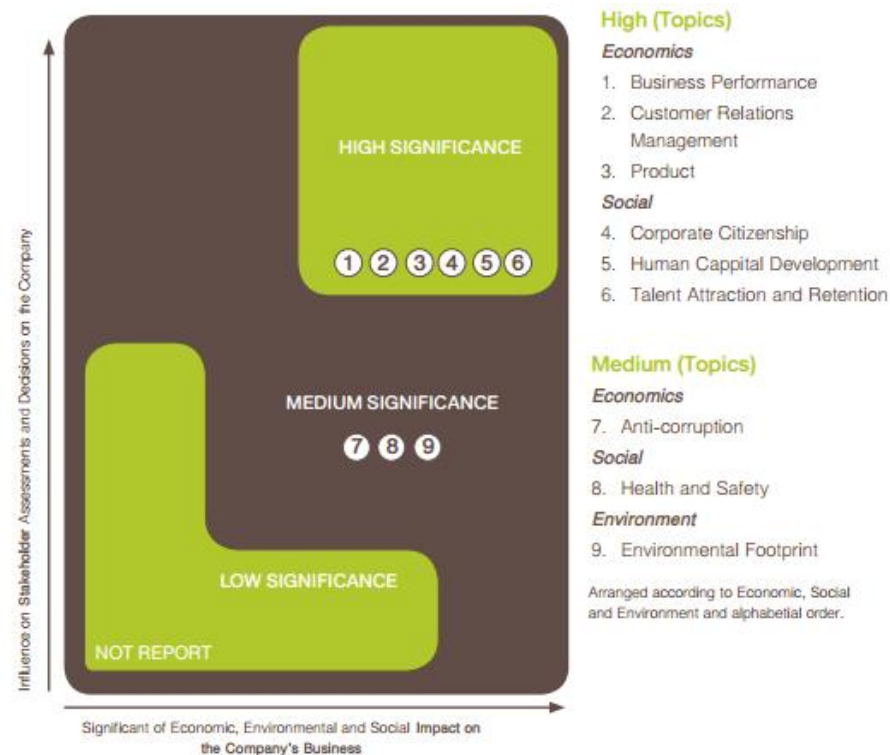 Influence on Stakeholder Assessments and Decisions on the Company
HIGH SIGNIFICANCE
1 2 3 4 5 6
MEDIUM SIGNIFICANCE
7 8 9
LOW SIGNIFICANCE
NOT REPORT
Significant of Economic, Environmental and Social Impact on
the Company's Business
High (Topics)
Economics
1. Business Performance
2. Customer Relations
Management
3. Product
Social
4. Corporate Citizenship
5. Human Cappital Development
6. Talent Attraction and Retention
Medium (Topics)
Economics
7. Anti-corruption
Social
8. Health and Safety
Environment
9. Environmental Footprint
Arranged according to Economic, Social
and Environment and alphabetial order.